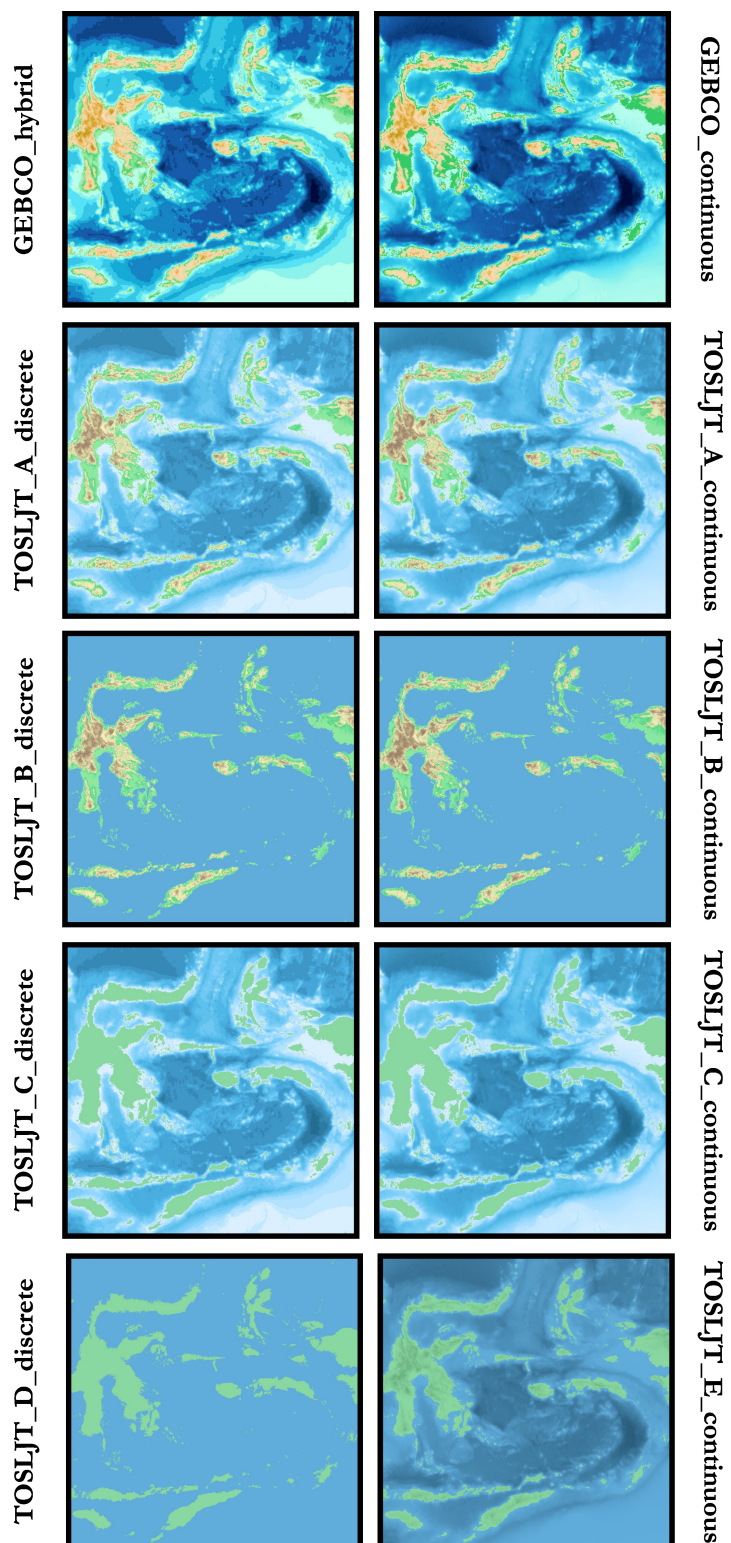 GEBCO_hybrid
GEBCO_continuous
TOSLJT_A_discrete
TOSLJT_A_continuous
TOSLJT_B_discrete
TOSLJT_B_continuous
TOSLJT_C_discrete
TOSLJT_C_continuous
TOSLJT_D_discrete
TOSLJT_E_continuous